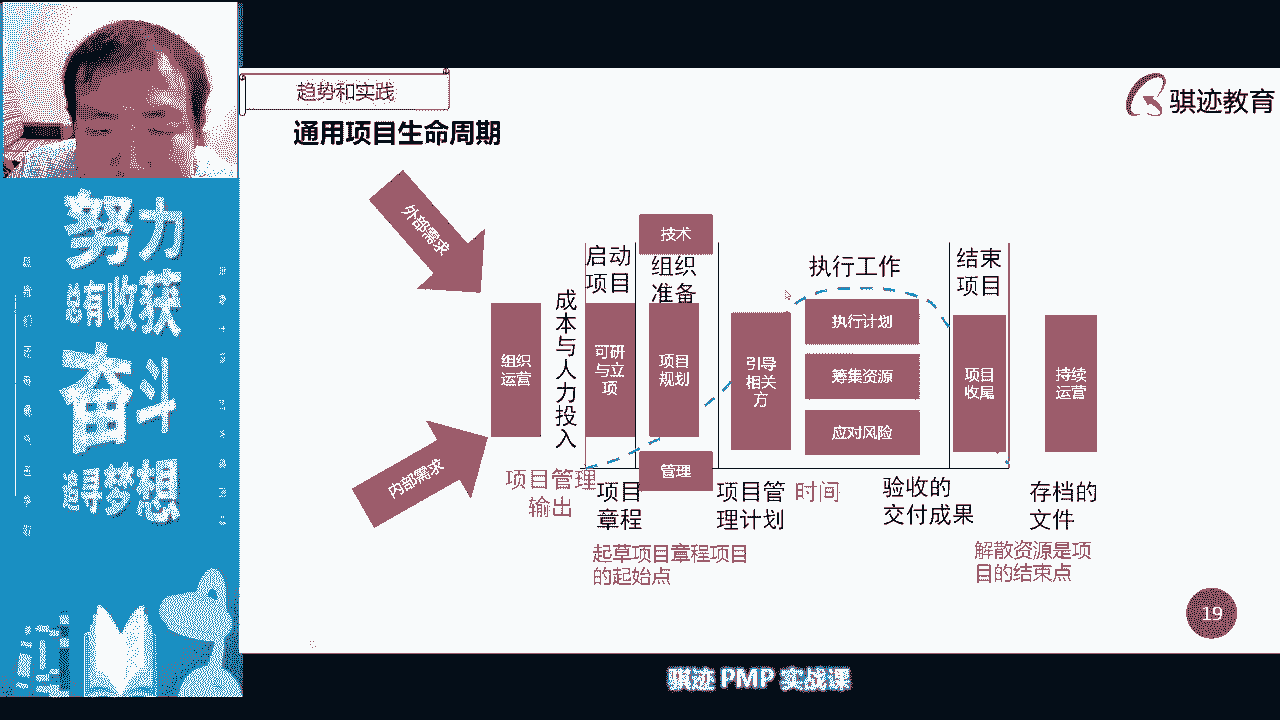 趋势和实践
骐迹教育
通用项目生命周期
努力
总有收获
奋斗
追寻梦想
外部需求
内部需求
组织
运营
成本与人力投入
启动
项目
可研
与立
项
技术
组织
准备
项目
规划
管理
引导
相关
方
执行工作
执行计划
筹集资源
应对风险
结束
项目
项目
收尾
持续
运营
项目管理
输出
项目
章程
项目管
理计划
时间
验收的
交付成果
存档的
文件
起草项目章程项目
的起始点
解散资源是项
目的结束点
19
骐迹 PMP 实战课